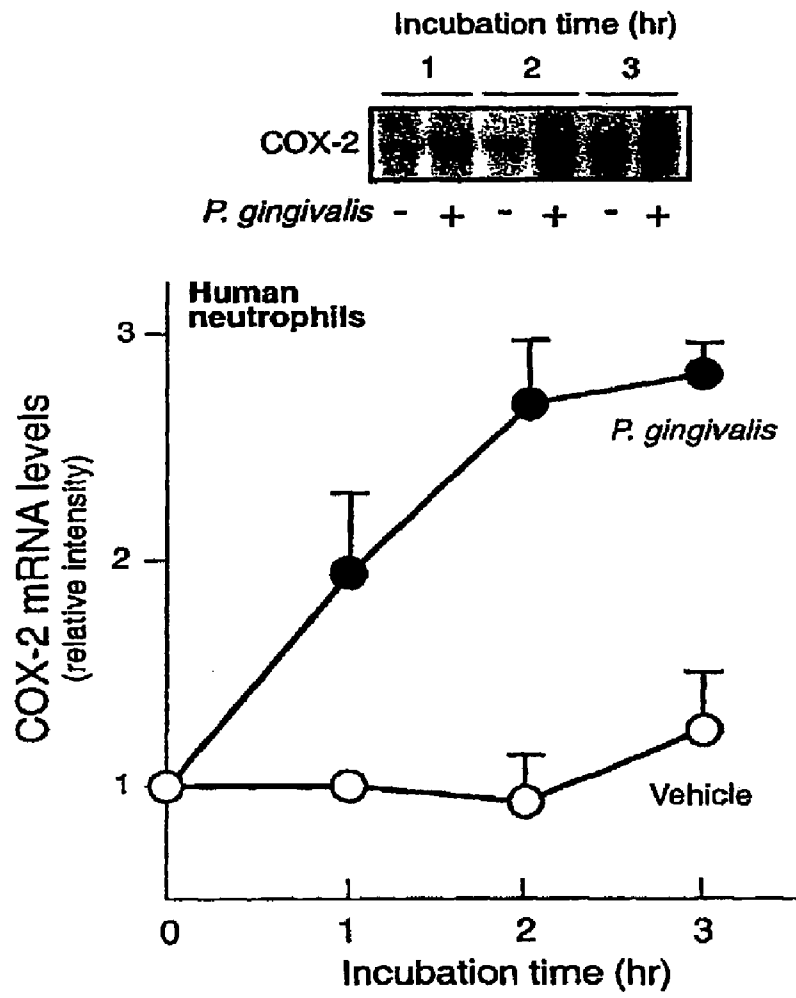 Incubation time (hr)
1 2 3
COX-2
P. gingivalis - + - + - +
Human
neutrophils
3
2
1
COX-2 mRNA levels
(relative intensity)
P. gingivalis
Vehicle
0 1 2 3
Incubation time (hr)